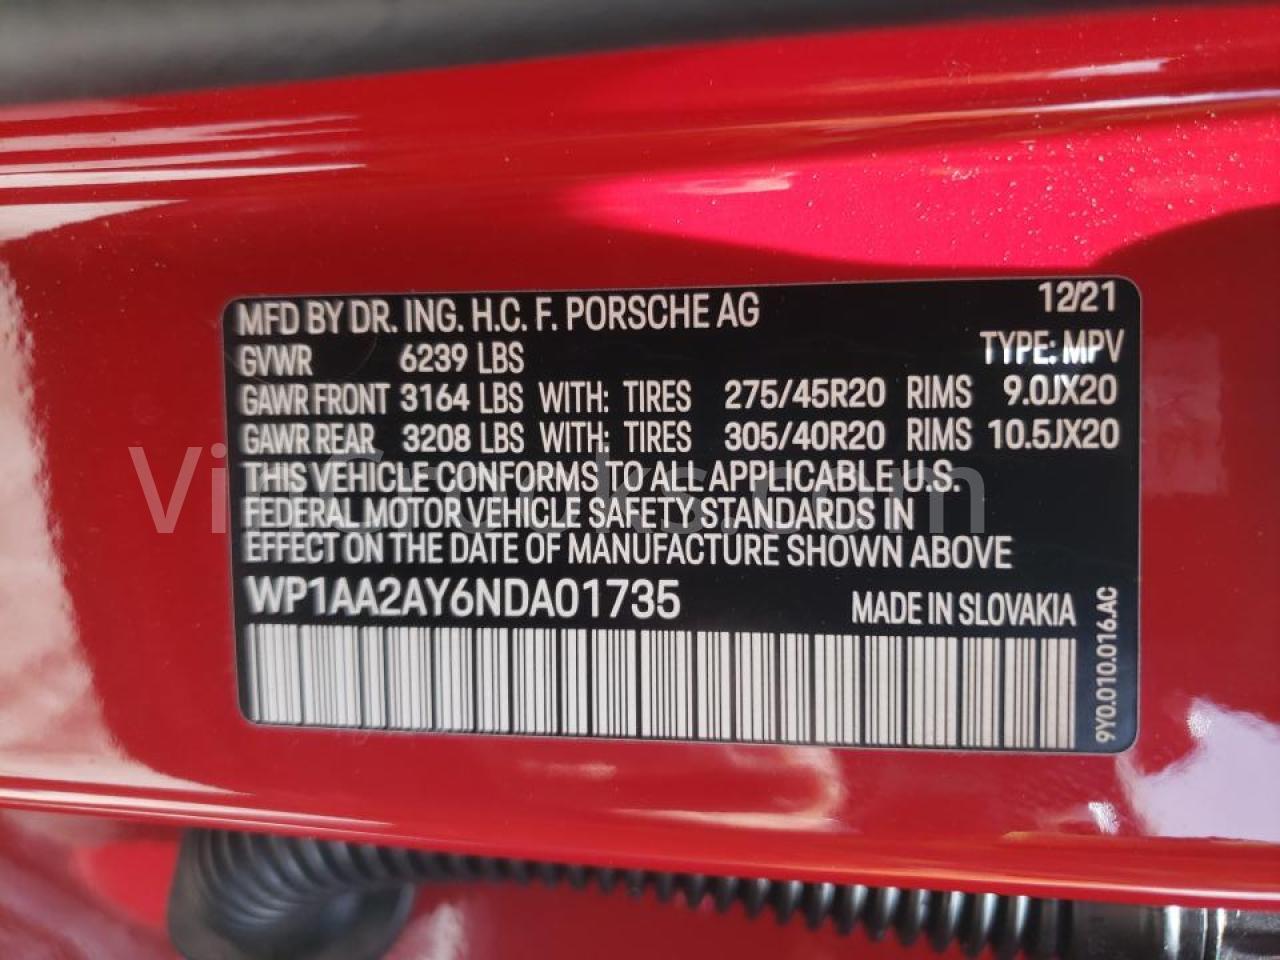 MFD BY DR. ING. H.C. F. PORSCHE AG 12/21
GVWR 6239 LBS TYPE: MPV
GAWR FRONT 3164 LBS WITH: TIRES 275/45R20 RIMS 9.0JX20
GAWR REAR 3208 LBS WITH: TIRES 305/40R20 RIMS 10.5JX20
THIS VEHICLE CONFORMS TO ALL APPLICABLE U.S.
FEDERAL MOTOR VEHICLE SAFETY STANDARDS IN
EFFECT ON THE DATE OF MANUFACTURE SHOWN ABOVE
WP1AA2AY6NDA01735 MADE IN SLOVAKIA
9Y0.010.016.AC